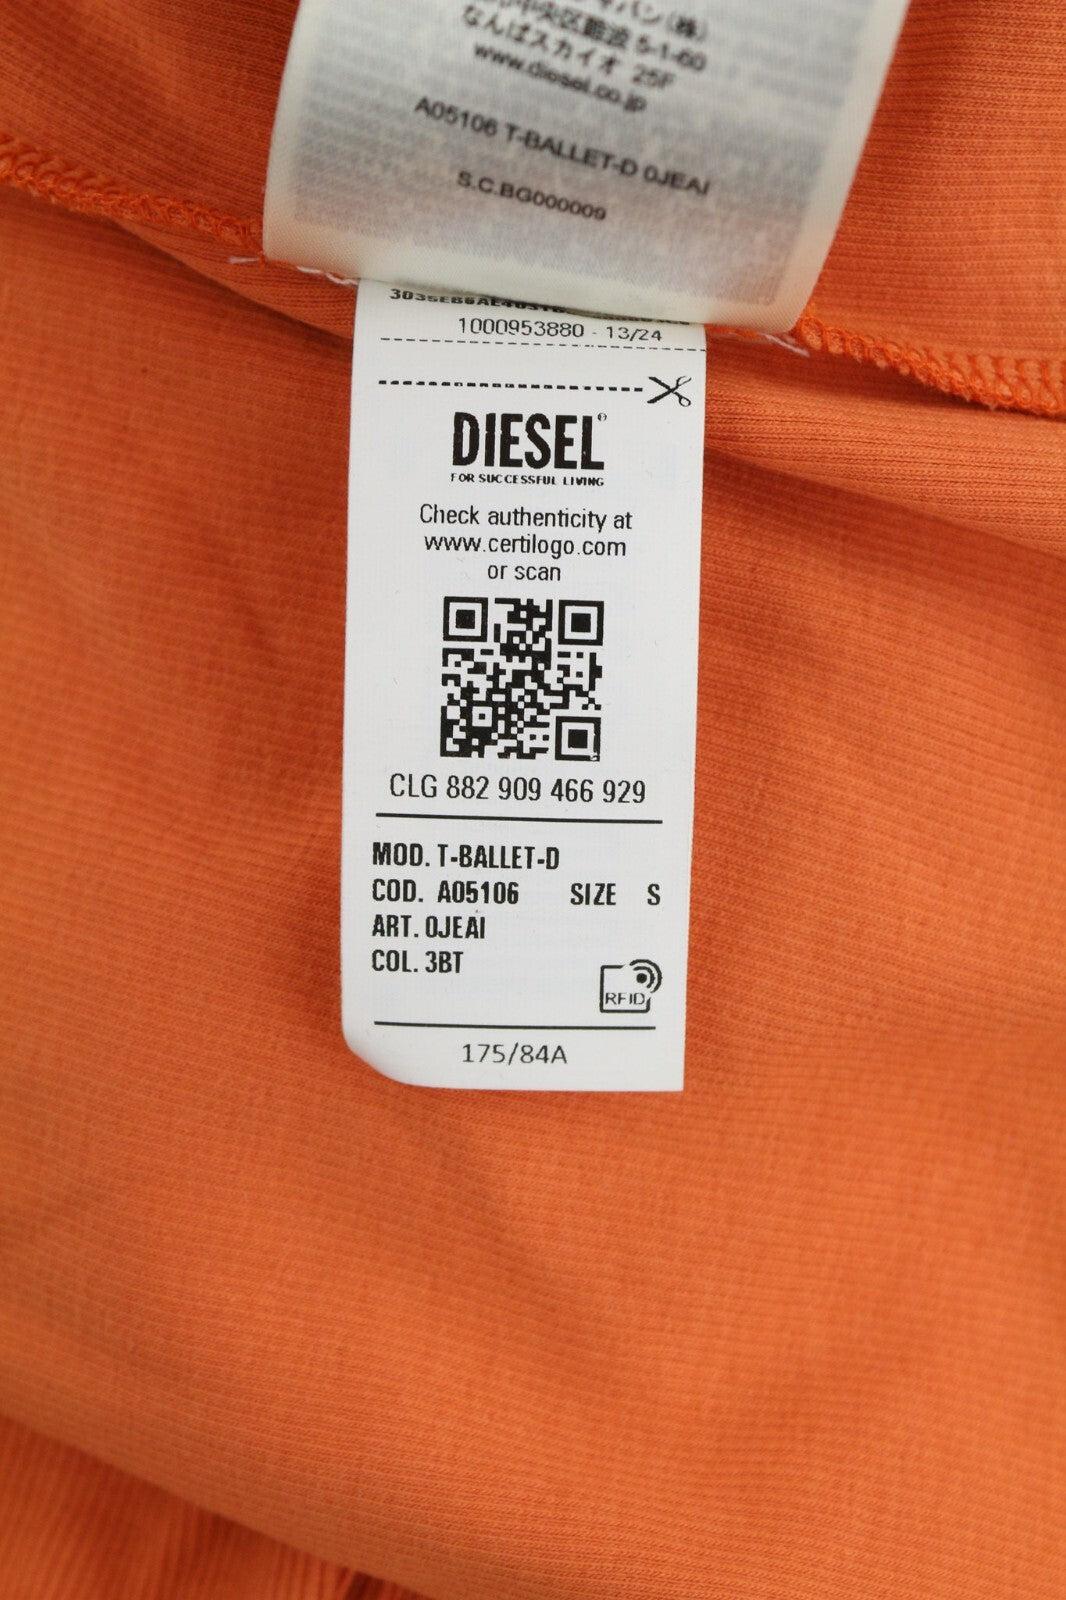 なんばスカイオ 25F
www.diesel.co.jp
A05106 T-BALLET-D 0JEAI
S.C.BG000009
1000953880 - 13/24
DIESEL®
FOR SUCCESSFUL LIVING
Check authenticity at
www.certilogo.com
or scan
CLG 882 909 466 929
MOD. T-BALLET-D
COD. A05106 SIZE S
ART. 0JEAI
COL. 3BT
RFID
175/84A